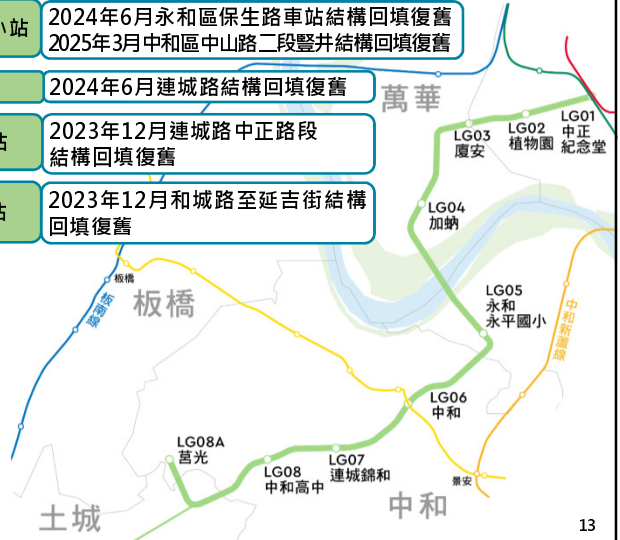 小站
2024年6月永和區保生路車站結構回填復舊
2025年3月中和區中山路二段豎井結構回填復舊
2024年6月連城路結構回填復舊
站
2023年12月連城路中正路段
結構回填復舊
站
2023年12月和城路至延吉街結構
回填復舊
萬華
LG01
中正
紀念堂
LG02
植物園
LG03
廈安
LG04
加蚋
LG05
永和
永平國小
板橋
板南線
板橋
中和新蘆線
LG06
中和
LG07
連城錦和
LG08
中和高中
LG08A
莒光
景安
中和
土城
13